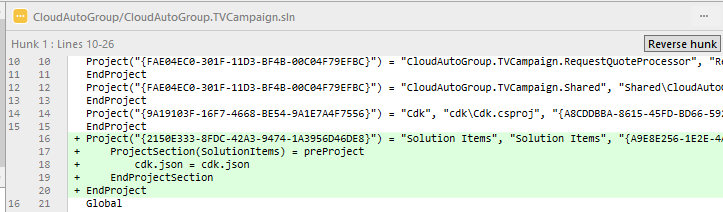 CloudAutoGroup/CloudAutoGroup.TVCampaign.sln
Hunk 1 : Lines 10-26
Reverse hunk
10 10 Project("{FAE04EC0-301F-11D3-BF4B-00C04F79EFBC}") = "CloudAutoGroup.TVCampaign.RequestQuoteProcessor", "Re
11 11 EndProject
12 12 Project("{FAE04EC0-301F-11D3-BF4B-00C04F79EFBC}") = "CloudAutoGroup.TVCampaign.Shared", "Shared\CloudAuto
13 13 EndProject
14 14 Project("{9A19103F-16F7-4668-BE54-9A1E7A4F7556}") = "Cdk", "cdk\Cdk.csproj", "{A8CDDBBA-8615-45FD-BD66-592
15 15 EndProject
16 + Project("{2150E333-8FDC-42A3-9474-1A3956D46DE8}") = "Solution Items", "Solution Items", "{A9E8E256-1E2E-4A
17 + ProjectSection(SolutionItems) = preProject
18 + cdk.json = cdk.json
19 + EndProjectSection
20 + EndProject
16 21 Global